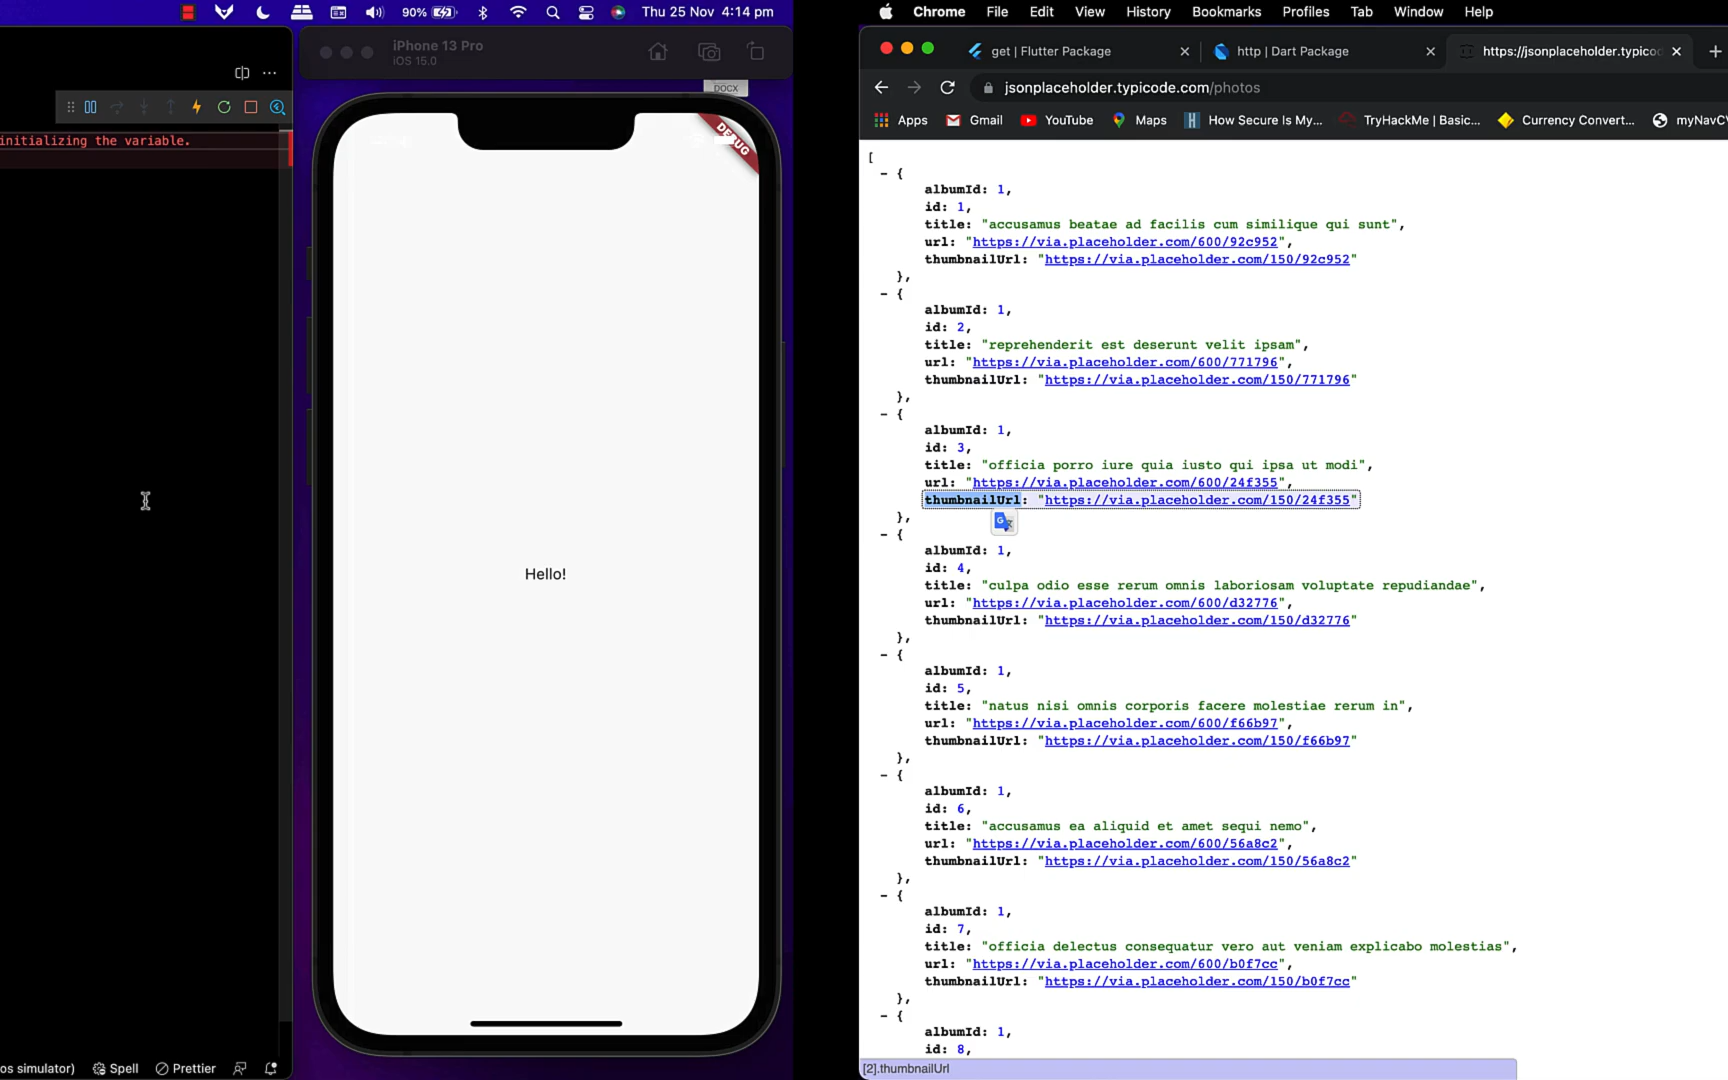 90%
Thu 25 Nov 4:14 pm
initializing the variable.
os simulator)
Spell
Prettier
iPhone 13 Pro
iOS 15.0
DOCX
DEBUG
Hello!
Chrome File Edit View History Bookmarks Profiles Tab Window Help
get | Flutter Package
http | Dart Package
https://jsonplaceholder.typico
jsonplaceholder.typicode.com/photos
Apps Gmail YouTube Maps How Secure Is My... TryHackMe | Basic... Currency Convert... myNavCV
[
- {
albumId: 1,
id: 1,
title: "accusamus beatae ad facilis cum similique qui sunt",
url: "https://via.placeholder.com/600/92c952",
thumbnailUrl: "https://via.placeholder.com/150/92c952"
},
- {
albumId: 1,
id: 2,
title: "reprehenderit est deserunt velit ipsam",
url: "https://via.placeholder.com/600/771796",
thumbnailUrl: "https://via.placeholder.com/150/771796"
},
- {
albumId: 1,
id: 3,
title: "officia porro iure quia iusto qui ipsa ut modi",
url: "https://via.placeholder.com/600/24f355",
thumbnailUrl: "https://via.placeholder.com/150/24f355"
},
- {
albumId: 1,
id: 4,
title: "culpa odio esse rerum omnis laboriosam voluptate repudiandae",
url: "https://via.placeholder.com/600/d32776",
thumbnailUrl: "https://via.placeholder.com/150/d32776"
},
- {
albumId: 1,
id: 5,
title: "natus nisi omnis corporis facere molestiae rerum in",
url: "https://via.placeholder.com/600/f66b97",
thumbnailUrl: "https://via.placeholder.com/150/f66b97"
},
- {
albumId: 1,
id: 6,
title: "accusamus ea aliquid et amet sequi nemo",
url: "https://via.placeholder.com/600/56a8c2",
thumbnailUrl: "https://via.placeholder.com/150/56a8c2"
},
- {
albumId: 1,
id: 7,
title: "officia delectus consequatur vero aut veniam explicabo molestias",
url: "https://via.placeholder.com/600/b0f7cc",
thumbnailUrl: "https://via.placeholder.com/150/b0f7cc"
},
- {
albumId: 1,
id: 8,
[2].thumbnailUrl